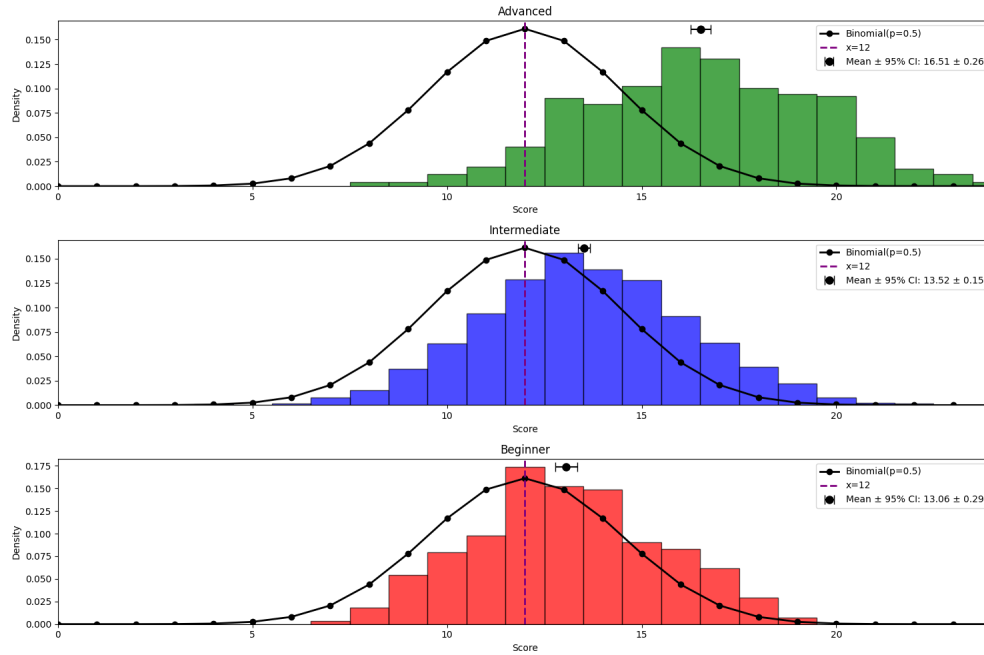 Advanced
0.150
0.125
0.100
0.075
0.050
0.025
0.000
Density
Binomial(p=0.5)
x=12
Mean ± 95% CI: 16.51 ± 0.26
0 5 10 15 20
Score
Intermediate
0.150
0.125
0.100
0.075
0.050
0.025
0.000
Density
Binomial(p=0.5)
x=12
Mean ± 95% CI: 13.52 ± 0.15
0 5 10 15 20
Score
Beginner
0.175
0.150
0.125
0.100
0.075
0.050
0.025
0.000
Density
Binomial(p=0.5)
x=12
Mean ± 95% CI: 13.06 ± 0.29
0 5 10 15 20
Score